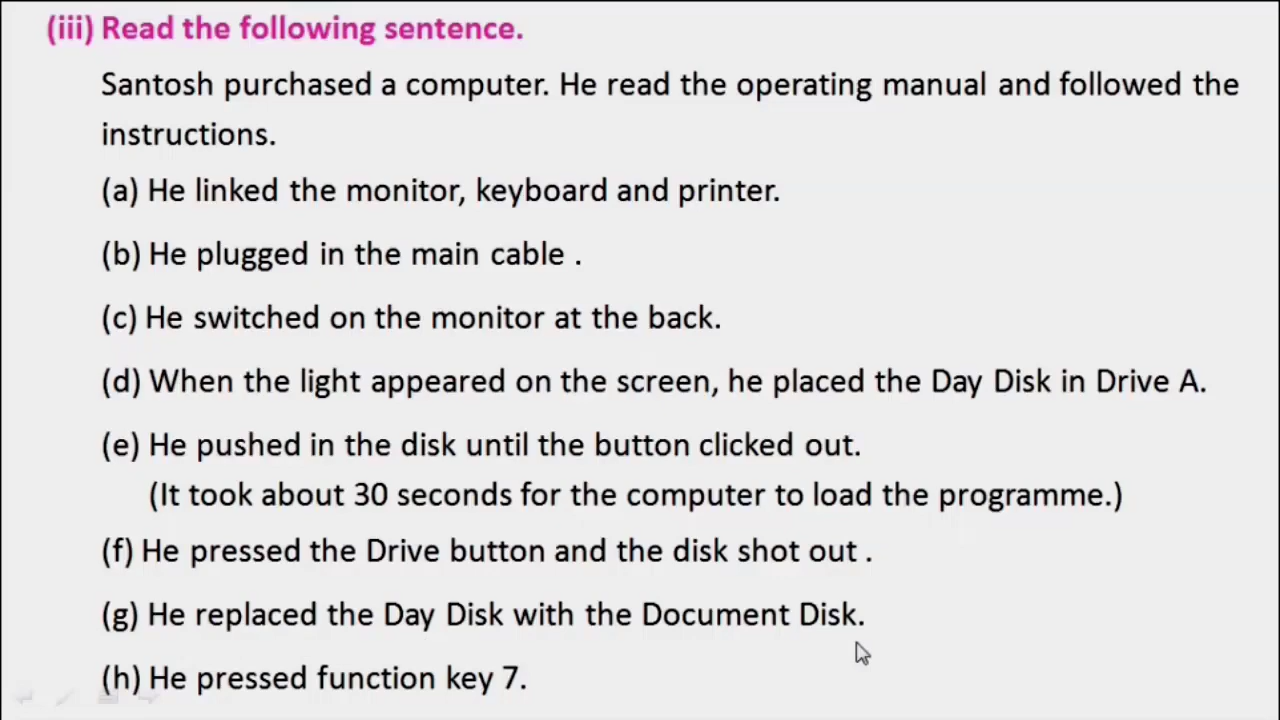 (iii) Read the following sentence.
Santosh purchased a computer. He read the operating manual and followed the
instructions.
(a) He linked the monitor, keyboard and printer.
(b) He plugged in the main cable .
(c) He switched on the monitor at the back.
(d) When the light appeared on the screen, he placed the Day Disk in Drive A.
(e) He pushed in the disk until the button clicked out.
(It took about 30 seconds for the computer to load the programme.)
(f) He pressed the Drive button and the disk shot out .
(g) He replaced the Day Disk with the Document Disk.
(h) He pressed function key 7.